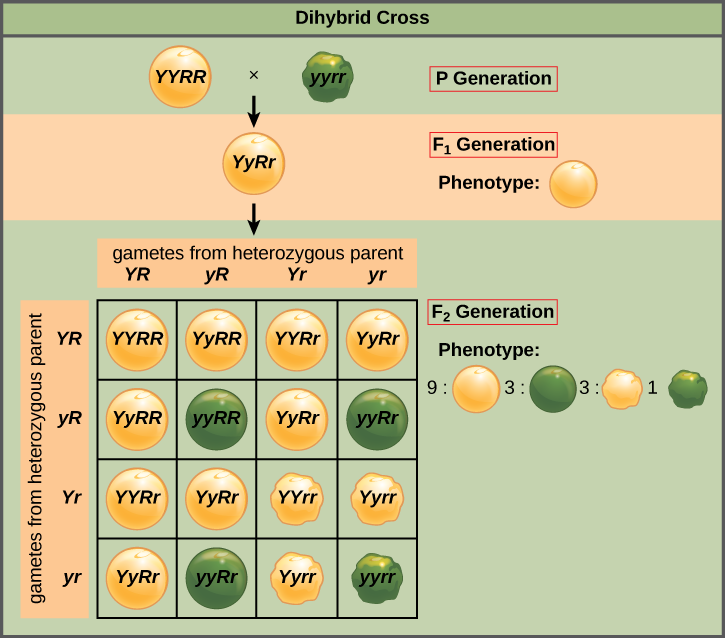 Dihybrid Cross
YYRR × yyrr P Generation
F₁ Generation
YyRr
Phenotype:
gametes from heterozygous parent
YR yR Yr yr
F₂ Generation
gametes from heterozygous parent
Phenotype:
9 : 3 : 3 : 1
YR YYRR YyRR YYRr YyRr
yR YyRR yyRR YyRr yyRr
Yr YYRr YyRr YYrr Yyrr
yr YyRr yyRr Yyrr yyrr